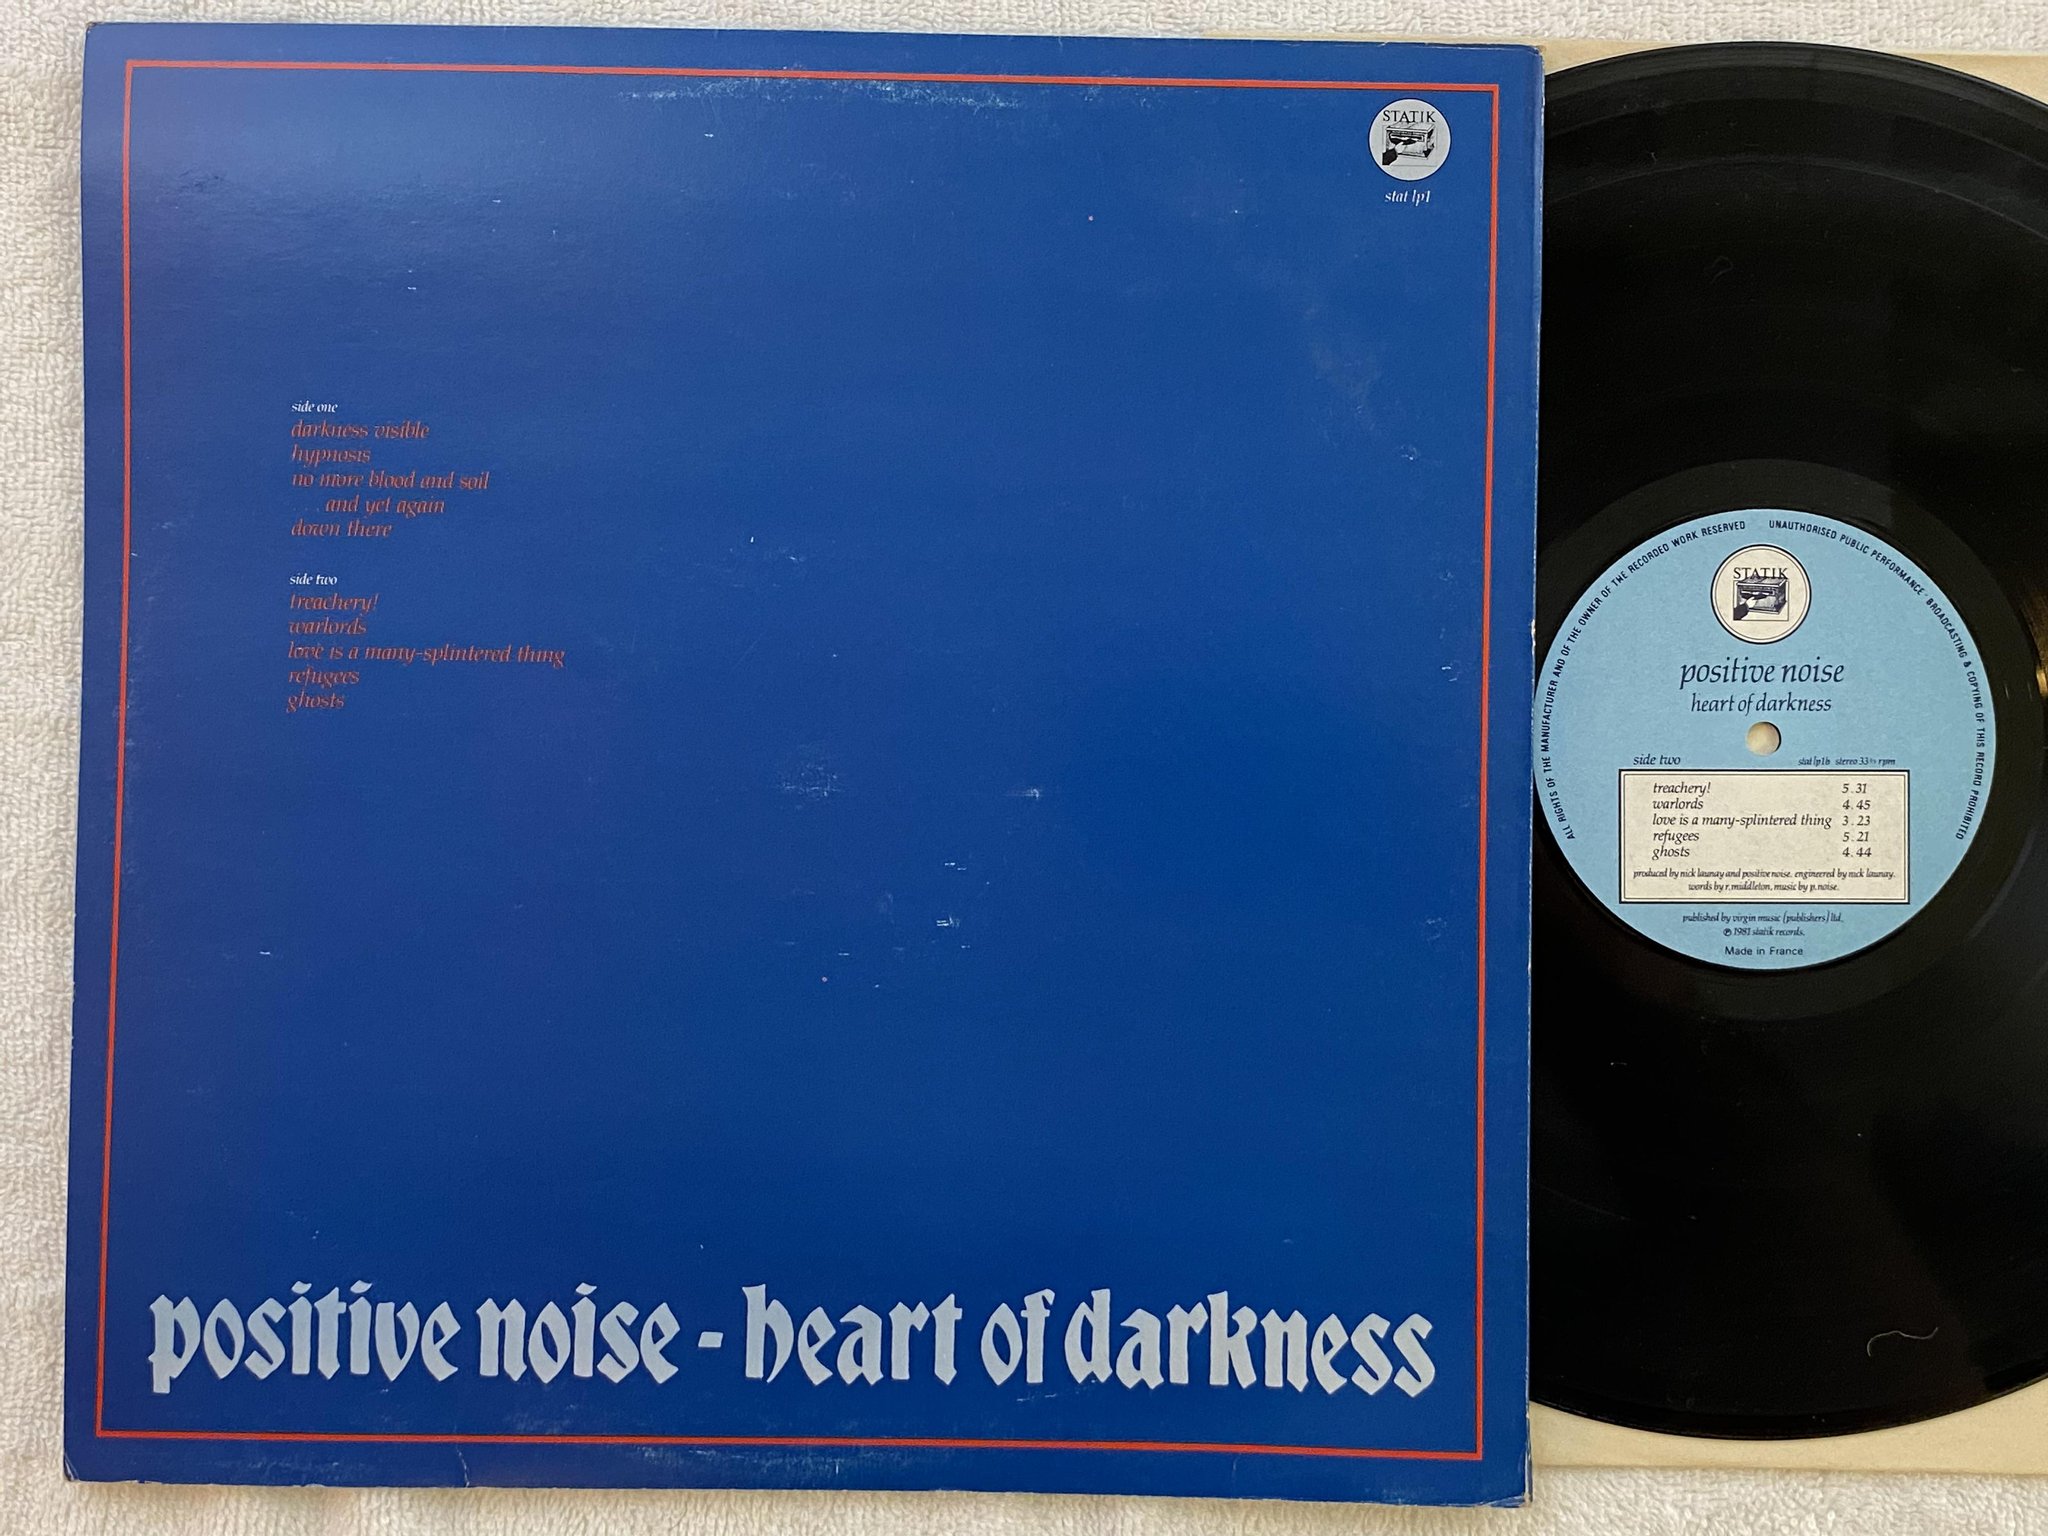 STATIK
stat lp1
side one
darkness visible
hypnosis
no more blood and soil
... and yet again
down there
side two
treachery!
warlords
love is a many-splintered thing
refugees
ghosts
positive noise - heart of darkness
ALL RIGHTS OF THE MANUFACTURER AND OF THE OWNER OF THE RECORDED WORK RESERVED UNAUTHORISED PUBLIC PERFORMANCE - BROADCASTING & COPYING OF THIS RECORD PROHIBITED
STATIK
positive noise
heart of darkness
side two stat lp1b stereo 33⅓ rpm
treachery! 5.31
warlords 4.45
love is a many-splintered thing 3.23
refugees 5.21
ghosts 4.44
produced by nick launay and positive noise. engineered by nick launay.
words by r.middleton. music by p.noise.
published by virgin music (publishers) ltd.
℗ 1981 statik records.
Made in France